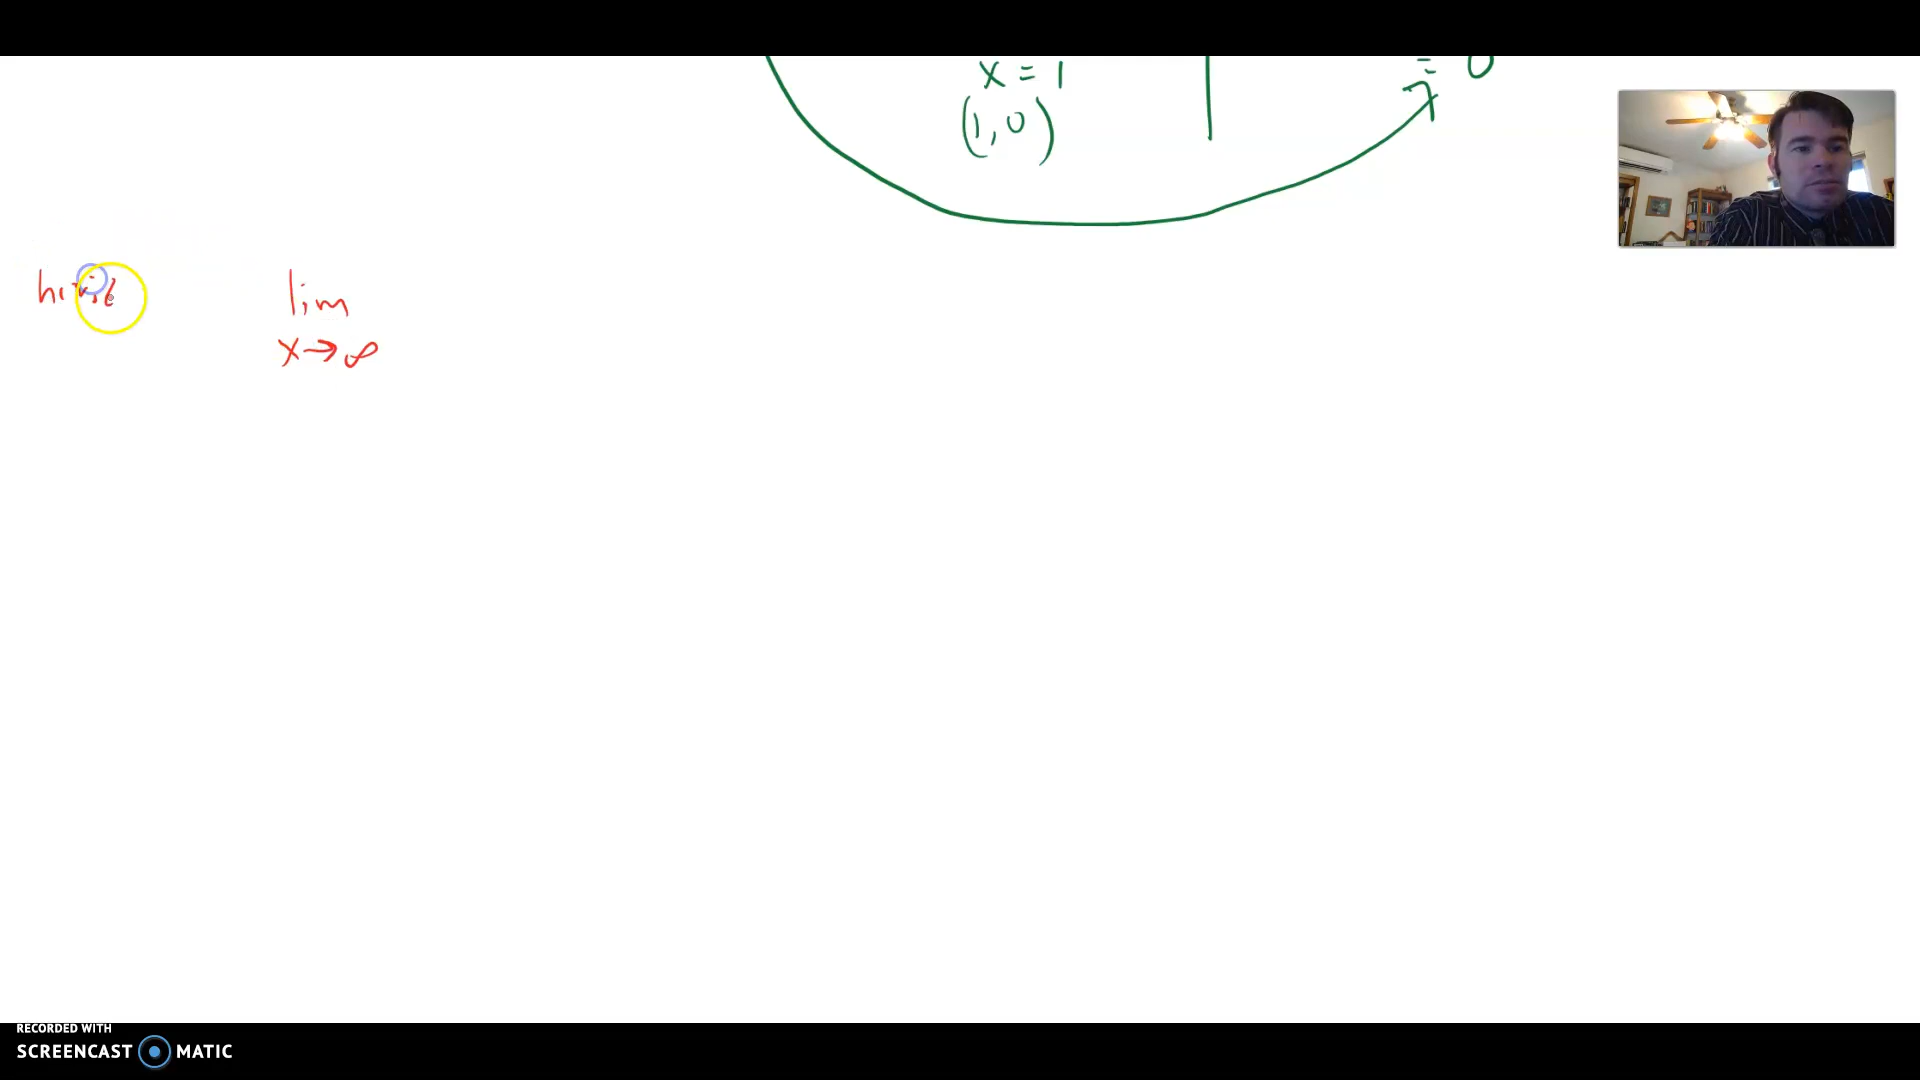 x = 1
= 0
(1, 0)
lim
x → ∞
RECORDED WITH
SCREENCAST MATIC